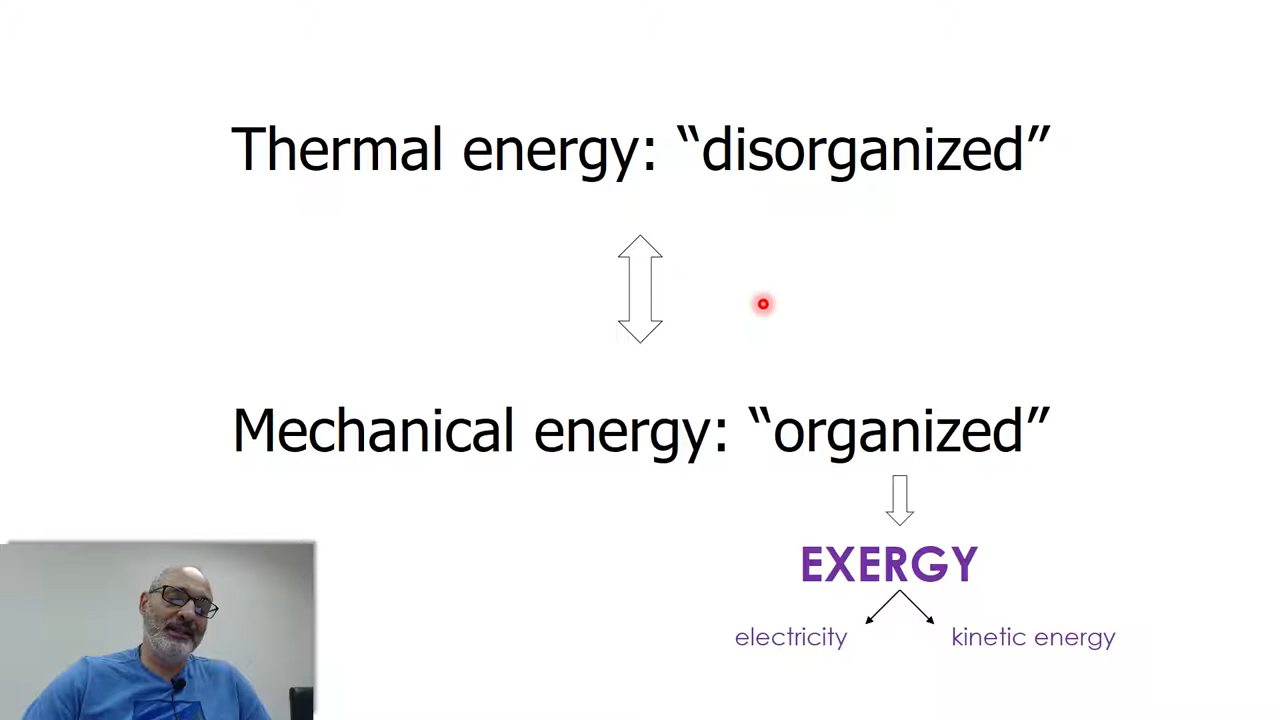 Thermal energy: “disorganized”
Mechanical energy: “organized”
EXERGY
electricity
kinetic energy